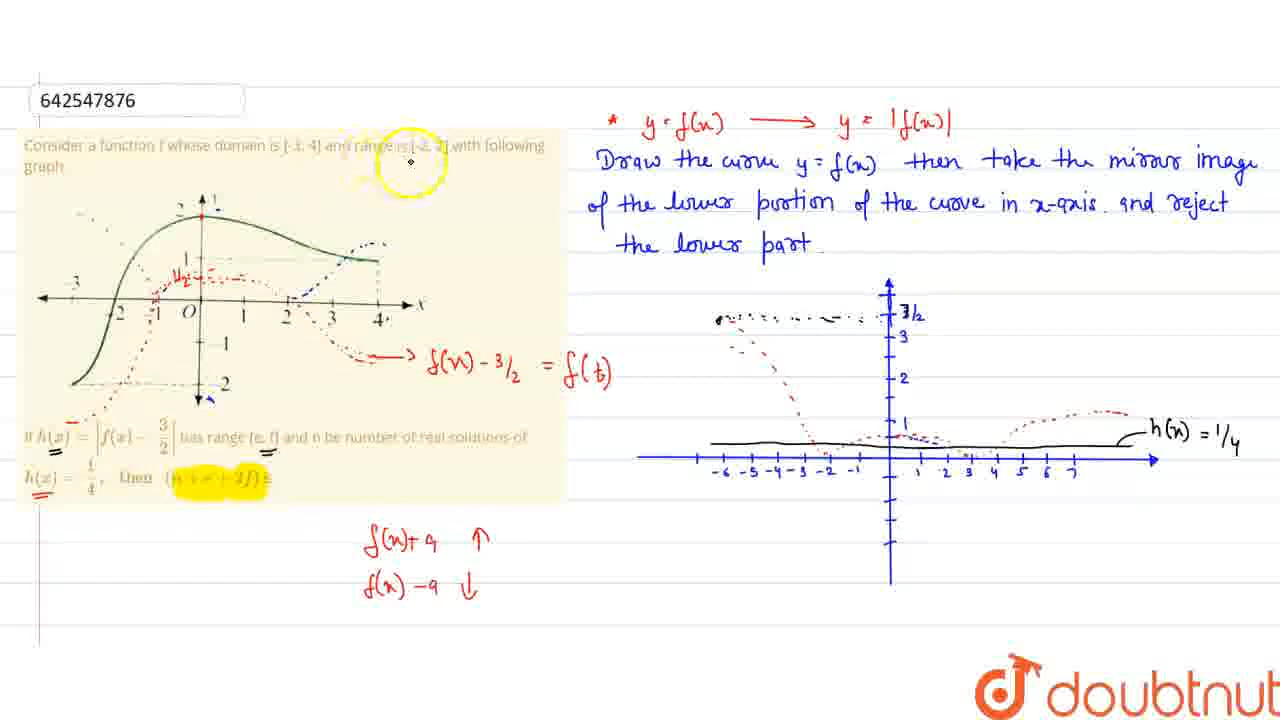 642547876
Consider a function f whose domain is [-3, 4] and range is [-2, 2] with following
graph
2
1
-3
-2
-1
O
1
2
3
4
x
-1
-2
1/2
f(x) - 3/2 = f(t)
If h(x) = |f(x) - 3/2| has range [e, f] and n be number of real solutions of
h(x) = 1/4, then (n + e + 2f) is
f(x) + a ↑
f(x) - a ↓
* y = f(x) → y = |f(x)|
Draw the curve y = f(x) then take the mirror image
of the lower portion of the curve in x-axis and reject
the lower part.
7/2
3
2
1
h(x) = 1/4
-6 -5 -4 -3 -2 -1 1 2 3 4 5 6 7
doubtnut